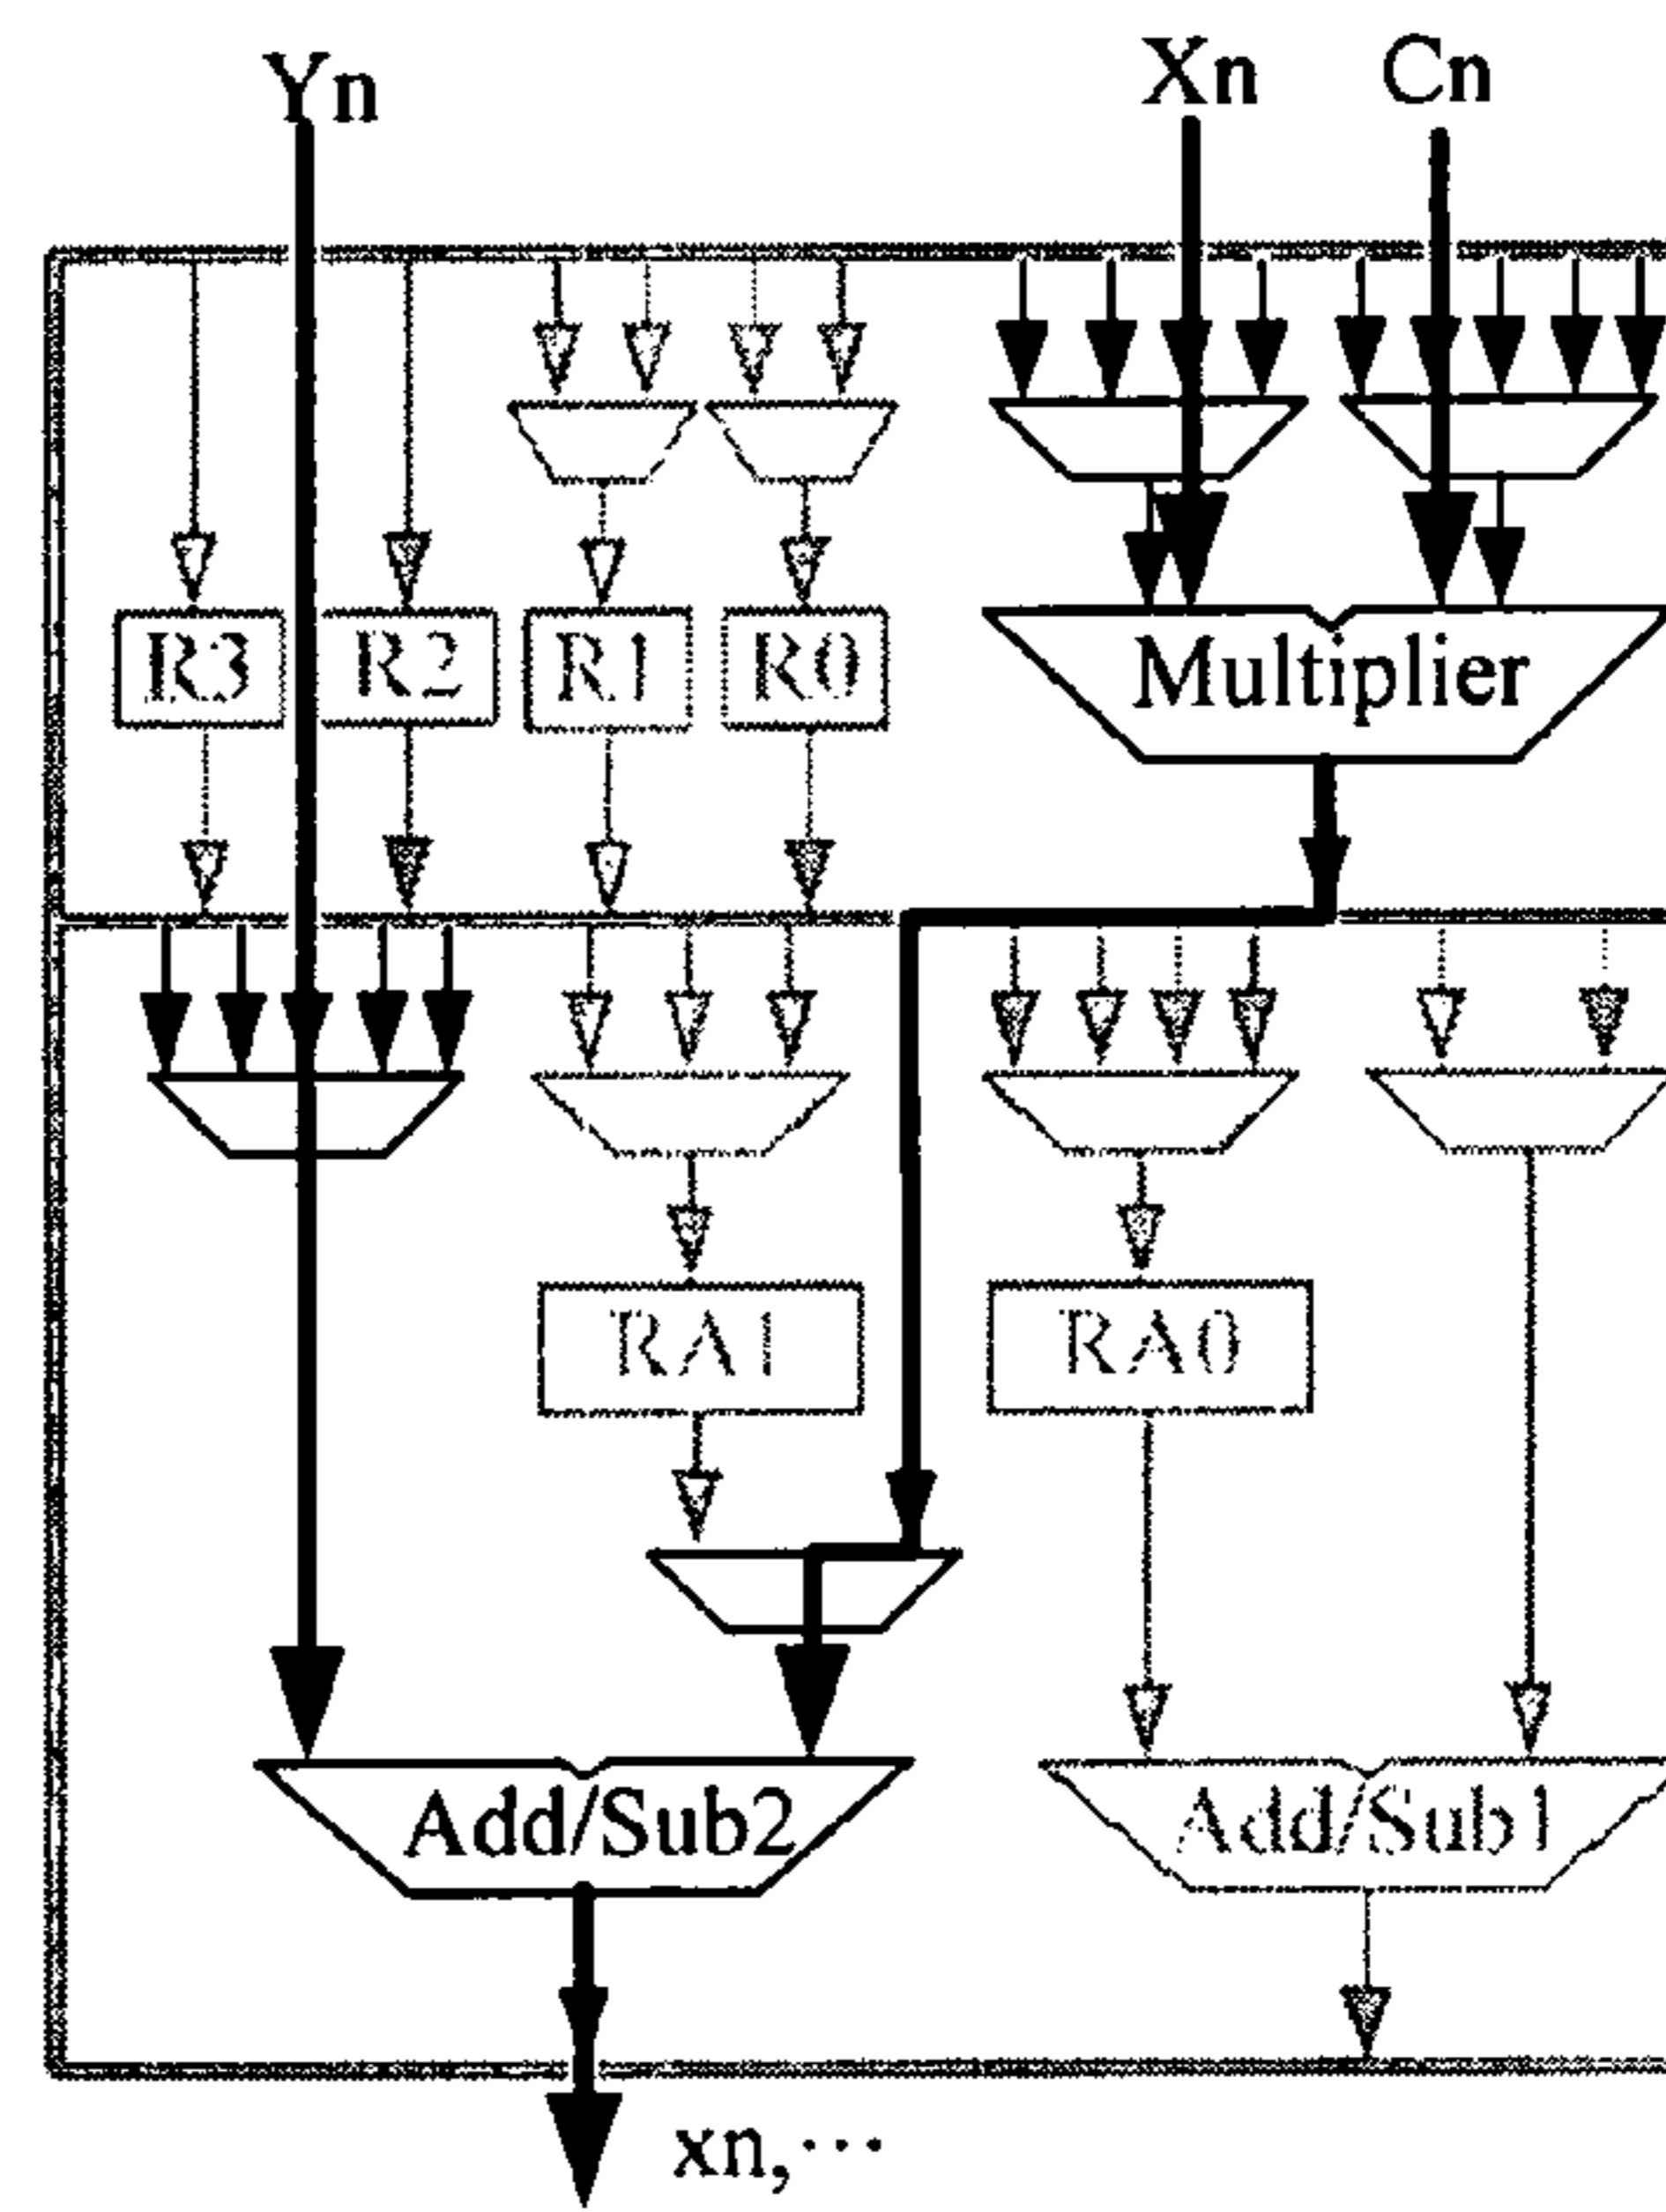 Yn Xn Cn
R3 R2 R1 R0 Multiplier
RA1 RA0
Add/Sub2 Add/Sub1
xn,···